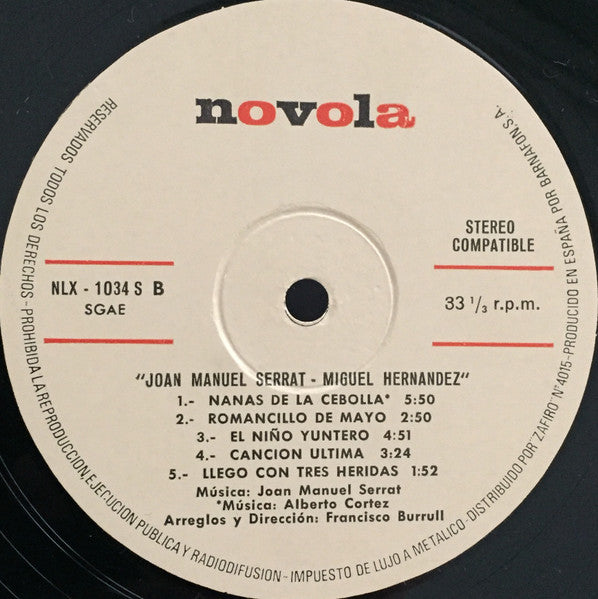 novola
STEREO
COMPATIBLE
NLX - 1034 S B
SGAE
33 1/3 r.p.m.
"JOAN MANUEL SERRAT - MIGUEL HERNANDEZ"
1.- NANAS DE LA CEBOLLA* 5:50
2.- ROMANCILLO DE MAYO 2:50
3.- EL NIÑO YUNTERO 4:51
4.- CANCION ULTIMA 3:24
5.- LLEGO CON TRES HERIDAS 1:52
Música: Joan Manuel Serrat
*Música: Alberto Cortez
Arreglos y Dirección: Francisco Burrull
RESERVADOS TODOS LOS DERECHOS - PROHIBIDA LA REPRODUCCION, EJECUCION PUBLICA Y RADIODIFUSION - IMPUESTO DE LUJO A METALICO - DISTRIBUIDO POR "ZAFIRO" Nº 4015 - PRODUCIDO EN ESPAÑA POR BARNAFON, S. A.